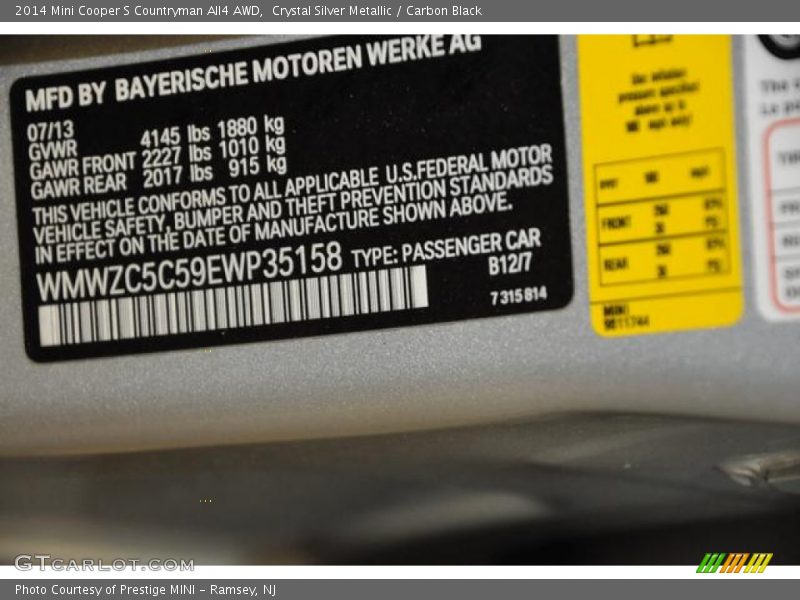 2014 Mini Cooper S Countryman All4 AWD,  Crystal Silver Metallic / Carbon Black
MFD BY BAYERISCHE MOTOREN WERKE AG
07/13
GVWR 4145 lbs 1880 kg
GAWR FRONT 2227 lbs 1010 kg
GAWR REAR 2017 lbs 915 kg
THIS VEHICLE CONFORMS TO ALL APPLICABLE U.S.FEDERAL MOTOR
VEHICLE SAFETY, BUMPER AND THEFT PREVENTION STANDARDS
IN EFFECT ON THE DATE OF MANUFACTURE SHOWN ABOVE.
WMWZC5C59EWP35158 TYPE: PASSENGER CAR
B12/7
7 315 814
FRONT
REAR
MINI
GTCARLOT.COM
Photo Courtesy of Prestige MINI – Ramsey, NJ